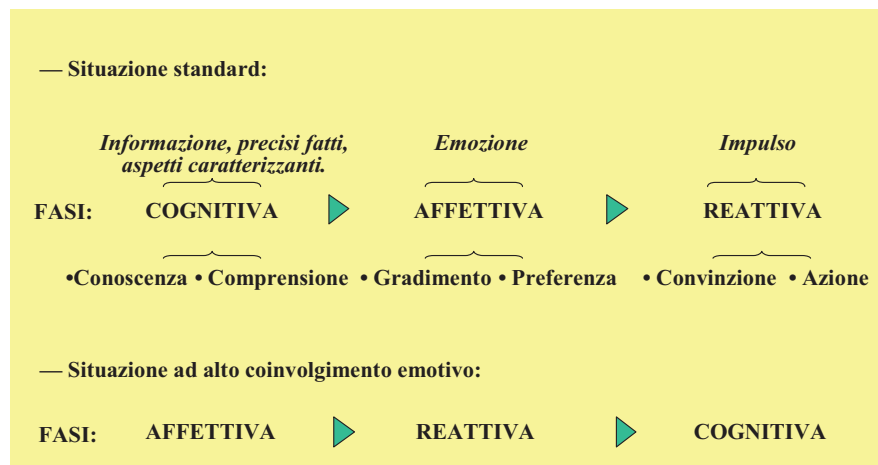 — Situazione standard:
Informazione, precisi fatti, aspetti caratterizzanti. Emozione Impulso
FASI: COGNITIVA AFFETTIVA REATTIVA
•Conoscenza • Comprensione • Gradimento • Preferenza • Convinzione • Azione
— Situazione ad alto coinvolgimento emotivo:
FASI: AFFETTIVA REATTIVA COGNITIVA